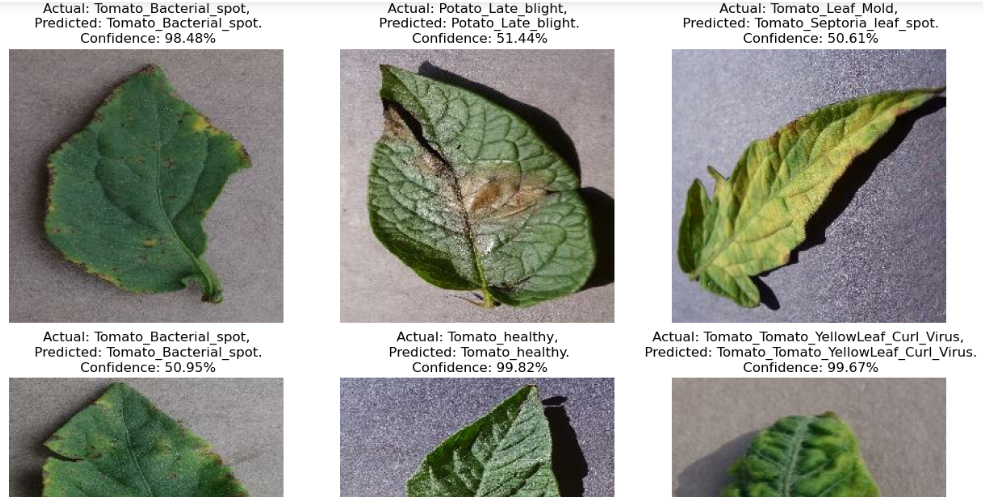 Actual: Tomato_Bacterial_spot,
Predicted: Tomato_Bacterial_spot.
Confidence: 98.48%
Actual: Potato_Late_blight,
Predicted: Potato_Late_blight.
Confidence: 51.44%
Actual: Tomato_Leaf_Mold,
Predicted: Tomato_Septoria_leaf_spot.
Confidence: 50.61%
Actual: Tomato_Bacterial_spot,
Predicted: Tomato_Bacterial_spot.
Confidence: 50.95%
Actual: Tomato_healthy,
Predicted: Tomato_healthy.
Confidence: 99.82%
Actual: Tomato_Tomato_YellowLeaf_Curl_Virus,
Predicted: Tomato_Tomato_YellowLeaf_Curl_Virus.
Confidence: 99.67%